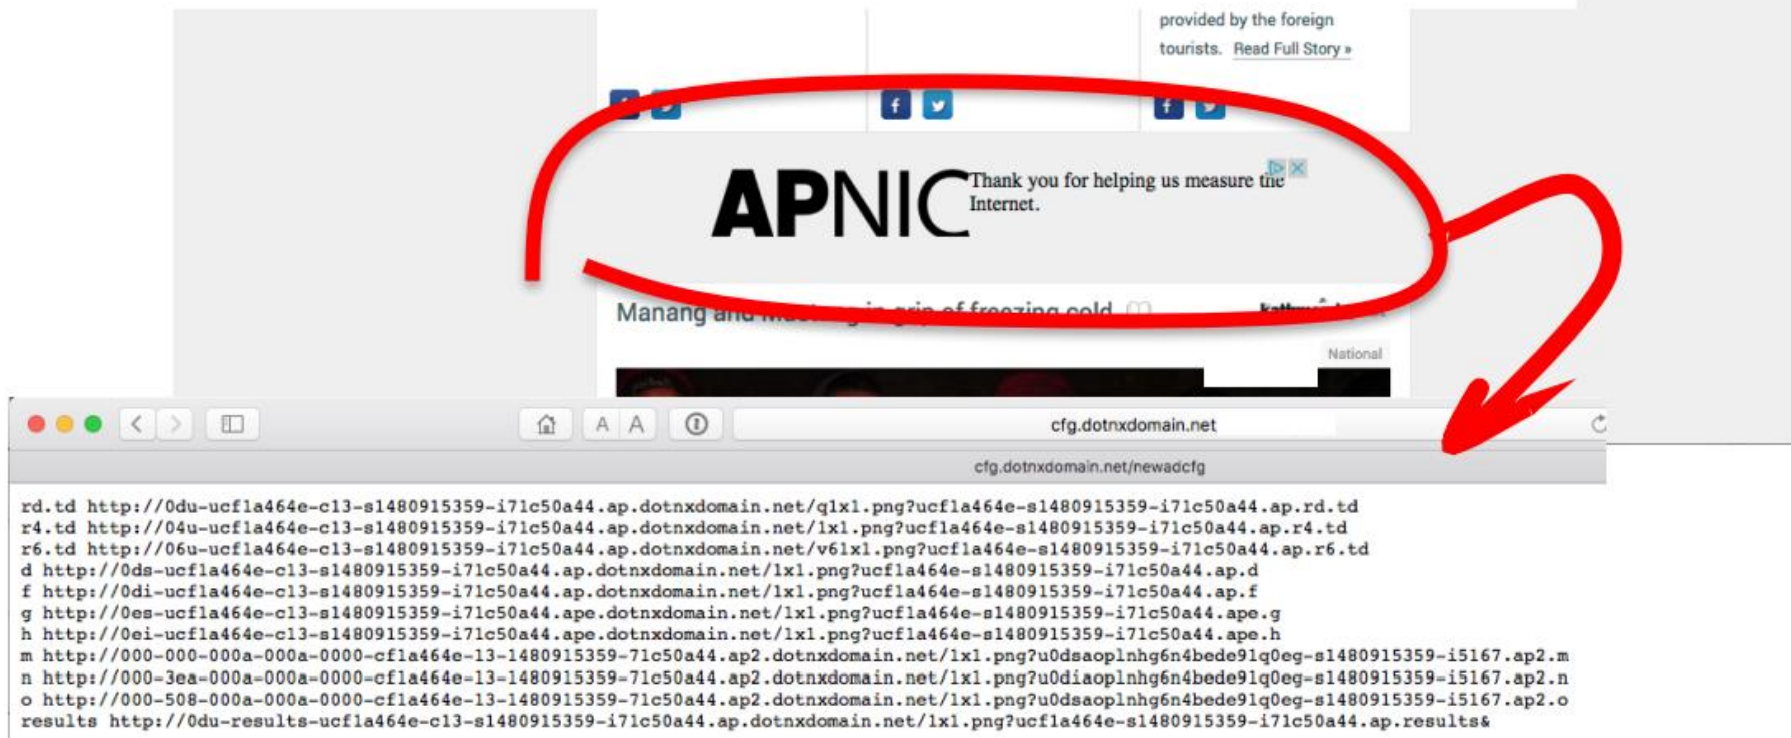 provided by the foreign
tourists. Read Full Story »
APNIC
Thank you for helping us measure the
Internet.
Manang and in grip of freezing cold
National
A A
cfg.dotnxdomain.net
cfg.dotnxdomain.net/newadcfg
rd.td http://0du-ucf1a464e-c13-s1480915359-i71c50a44.ap.dotnxdomain.net/q1x1.png?ucf1a464e-s1480915359-i71c50a44.ap.rd.td
r4.td http://04u-ucf1a464e-c13-s1480915359-i71c50a44.ap.dotnxdomain.net/1x1.png?ucf1a464e-s1480915359-i71c50a44.ap.r4.td
r6.td http://06u-ucf1a464e-c13-s1480915359-i71c50a44.ap.dotnxdomain.net/v61x1.png?ucf1a464e-s1480915359-i71c50a44.ap.r6.td
d http://0ds-ucf1a464e-c13-s1480915359-i71c50a44.ap.dotnxdomain.net/1x1.png?ucf1a464e-s1480915359-i71c50a44.ap.d
f http://0di-ucf1a464e-c13-s1480915359-i71c50a44.ap.dotnxdomain.net/1x1.png?ucf1a464e-s1480915359-i71c50a44.ap.f
g http://0es-ucf1a464e-c13-s1480915359-i71c50a44.ape.dotnxdomain.net/1x1.png?ucf1a464e-s1480915359-i71c50a44.ape.g
h http://0ei-ucf1a464e-c13-s1480915359-i71c50a44.ape.dotnxdomain.net/1x1.png?ucf1a464e-s1480915359-i71c50a44.ape.h
m http://000-000-000a-000a-0000-cf1a464e-13-1480915359-71c50a44.ap2.dotnxdomain.net/1x1.png?u0dsaoplnhg6n4bede91q0eg-s1480915359-i5167.ap2.m
n http://000-3ea-000a-000a-0000-cf1a464e-13-1480915359-71c50a44.ap2.dotnxdomain.net/1x1.png?u0diaoplnhg6n4bede91q0eg-s1480915359-i5167.ap2.n
o http://000-508-000a-000a-0000-cf1a464e-13-1480915359-71c50a44.ap2.dotnxdomain.net/1x1.png?u0dsaoplnhg6n4bede91q0eg-s1480915359-i5167.ap2.o
results http://0du-results-ucf1a464e-c13-s1480915359-i71c50a44.ap.dotnxdomain.net/1x1.png?ucf1a464e-s1480915359-i71c50a44.ap.results&